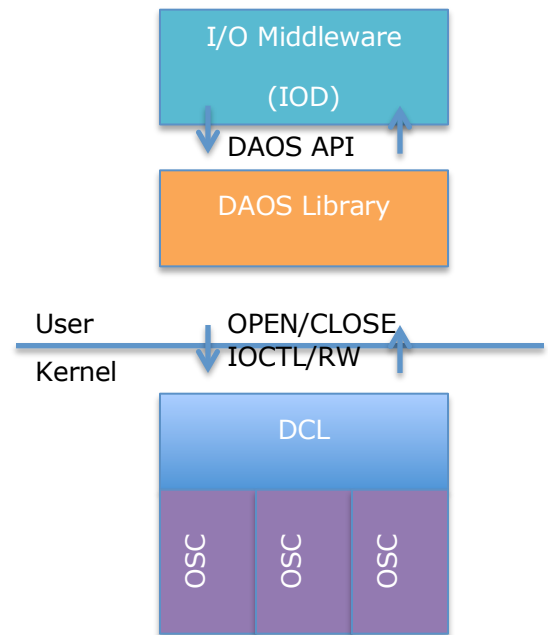 I/O Middleware
(IOD)
DAOS API
DAOS Library
User
OPEN/CLOSE
IOCTL/RW
Kernel
DCL
OSC
OSC
OSC